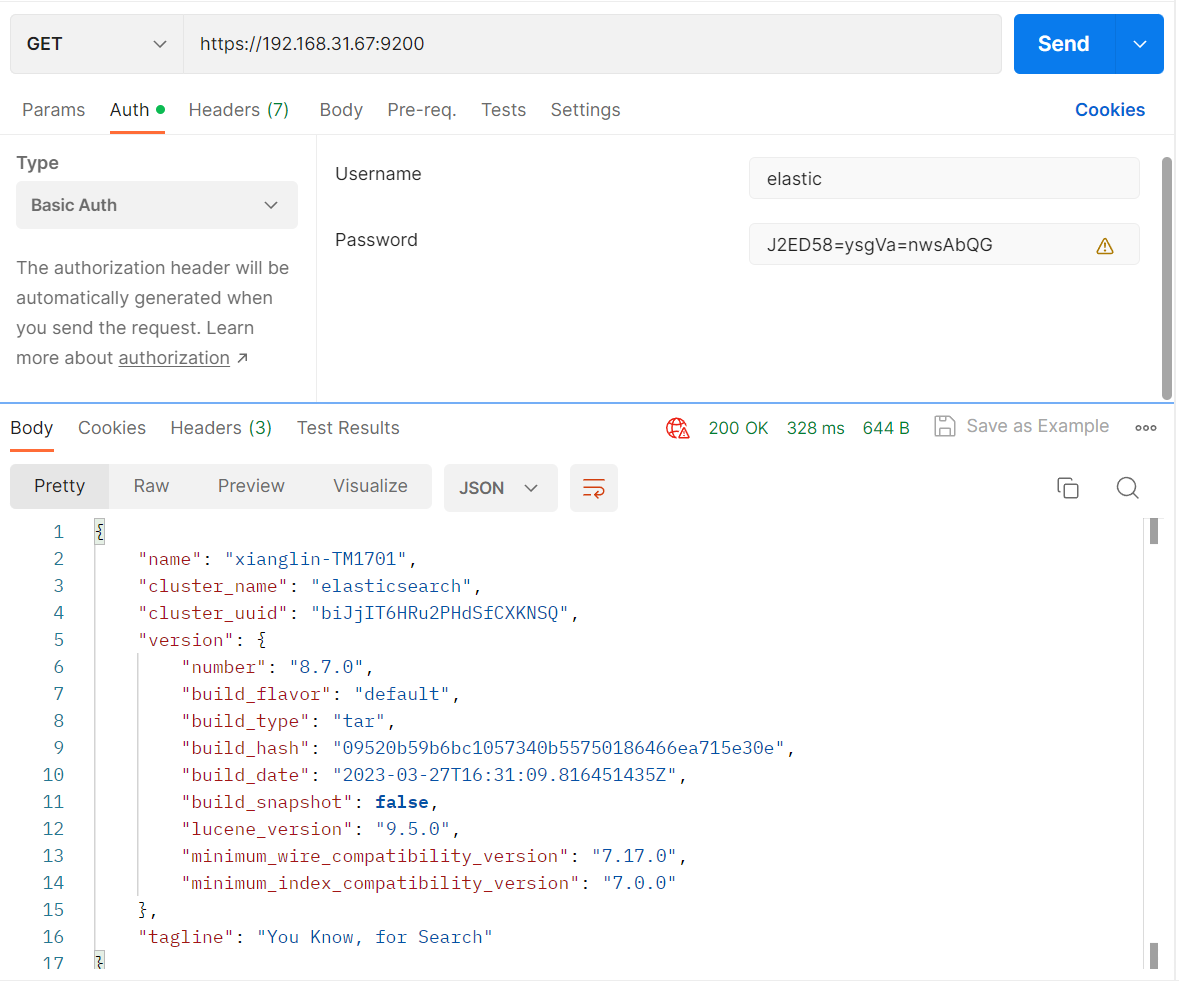 GET https://192.168.31.67:9200 Send
Params Auth Headers (7) Body Pre-req. Tests Settings Cookies
Type
Basic Auth
The authorization header will be
automatically generated when
you send the request. Learn
more about authorization ↗
Username elastic
Password J2ED58=ysgVa=nwsAbQG
Body Cookies Headers (3) Test Results 200 OK 328 ms 644 B Save as Example
Pretty Raw Preview Visualize JSON
1 {
2 "name": "xianglin-TM1701",
3 "cluster_name": "elasticsearch",
4 "cluster_uuid": "biJjIT6HRu2PHdSfCXKNSQ",
5 "version": {
6 "number": "8.7.0",
7 "build_flavor": "default",
8 "build_type": "tar",
9 "build_hash": "09520b59b6bc1057340b55750186466ea715e30e",
10 "build_date": "2023-03-27T16:31:09.816451435Z",
11 "build_snapshot": false,
12 "lucene_version": "9.5.0",
13 "minimum_wire_compatibility_version": "7.17.0",
14 "minimum_index_compatibility_version": "7.0.0"
15 },
16 "tagline": "You Know, for Search"
17 }